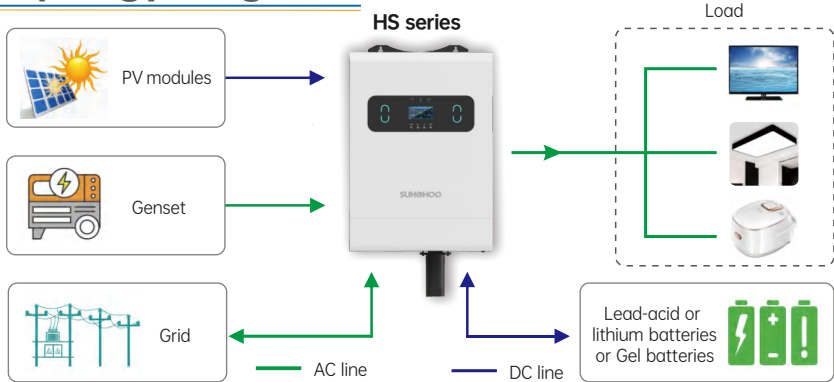 HS series
Load
PV modules
SUNCHOO
Genset
Grid
Lead-acid or
lithium batteries
or Gel batteries
AC line
DC line